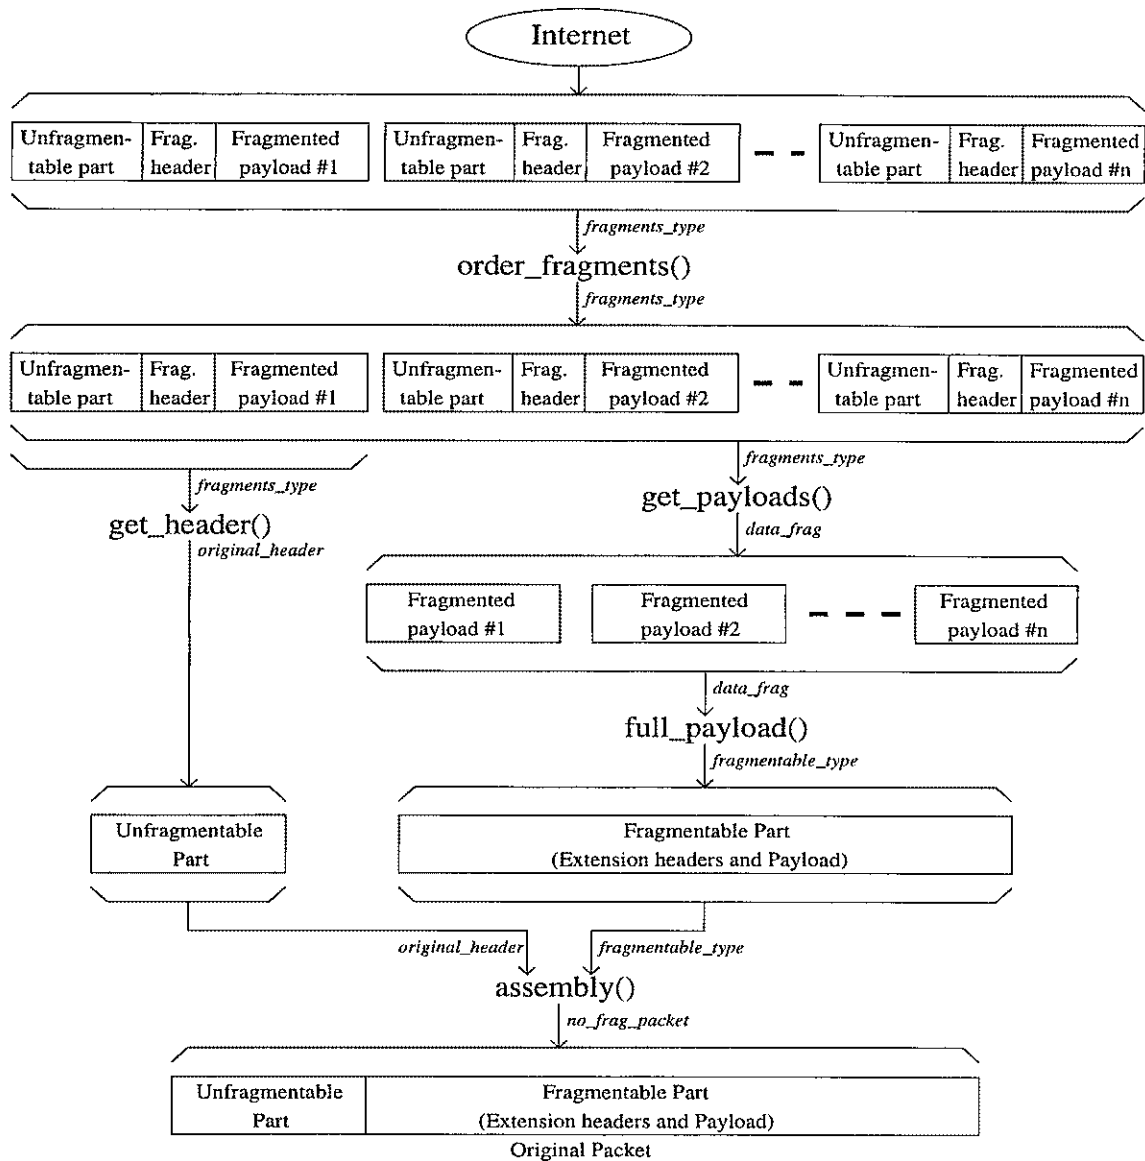 Internet
Unfragmen- Frag. Fragmented Unfragmen- Frag. Fragmented Unfragmen- Frag. Fragmented
table part header payload #1 table part header payload #2 table part header payload #n
fragments_type
order_fragments()
fragments_type
Unfragmen- Frag. Fragmented Unfragmen- Frag. Fragmented Unfragmen- Frag. Fragmented
table part header payload #1 table part header payload #2 table part header payload #n
fragments_type
fragments_type
get_header()
get_payloads()
original_header
data_frag
Fragmented Fragmented Fragmented
payload #1 payload #2 payload #n
data_frag
full_payload()
fragmentable_type
Unfragmentable
Part
Fragmentable Part
(Extension headers and Payload)
original_header fragmentable_type
assembly()
no_frag_packet
Unfragmentable
Part
Fragmentable Part
(Extension headers and Payload)
Original Packet